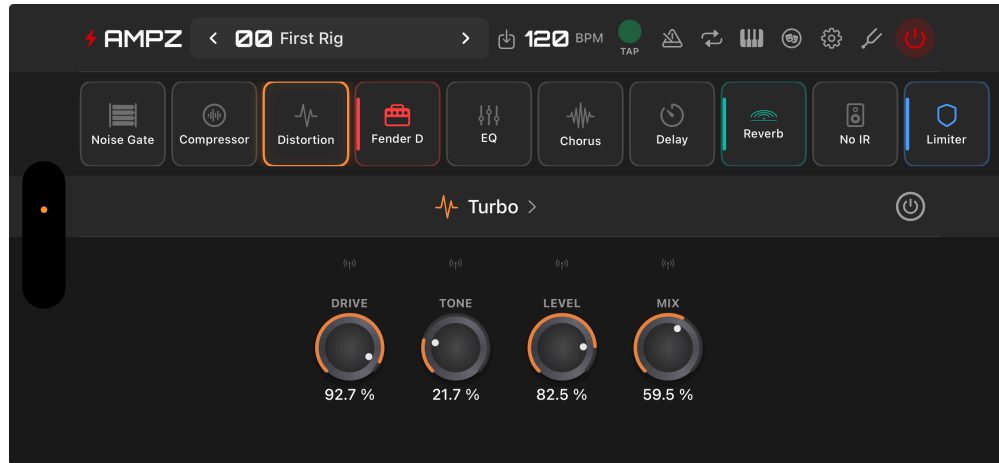 AMPZ
00 First Rig
120 BPM
TAP
Noise Gate
Compressor
Distortion
Fender D
EQ
Chorus
Delay
Reverb
No IR
Limiter
Turbo
DRIVE
TONE
LEVEL
MIX
92.7 %
21.7 %
82.5 %
59.5 %